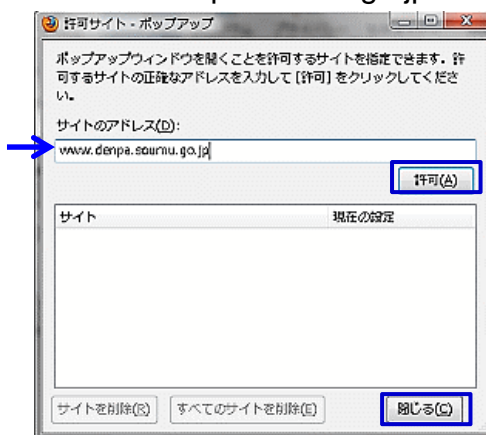 許可サイト - ポップアップ
ポップアップウィンドウを開くことを許可するサイトを指定できます。許
可するサイトの正確なアドレスを入力して [許可] をクリックしてくださ
い。
サイトのアドレス(D):
www.denpa.soumu.go.jp
許可(A)
サイト 現在の設定
サイトを削除(R) すべてのサイトを削除(E) 閉じる(C)